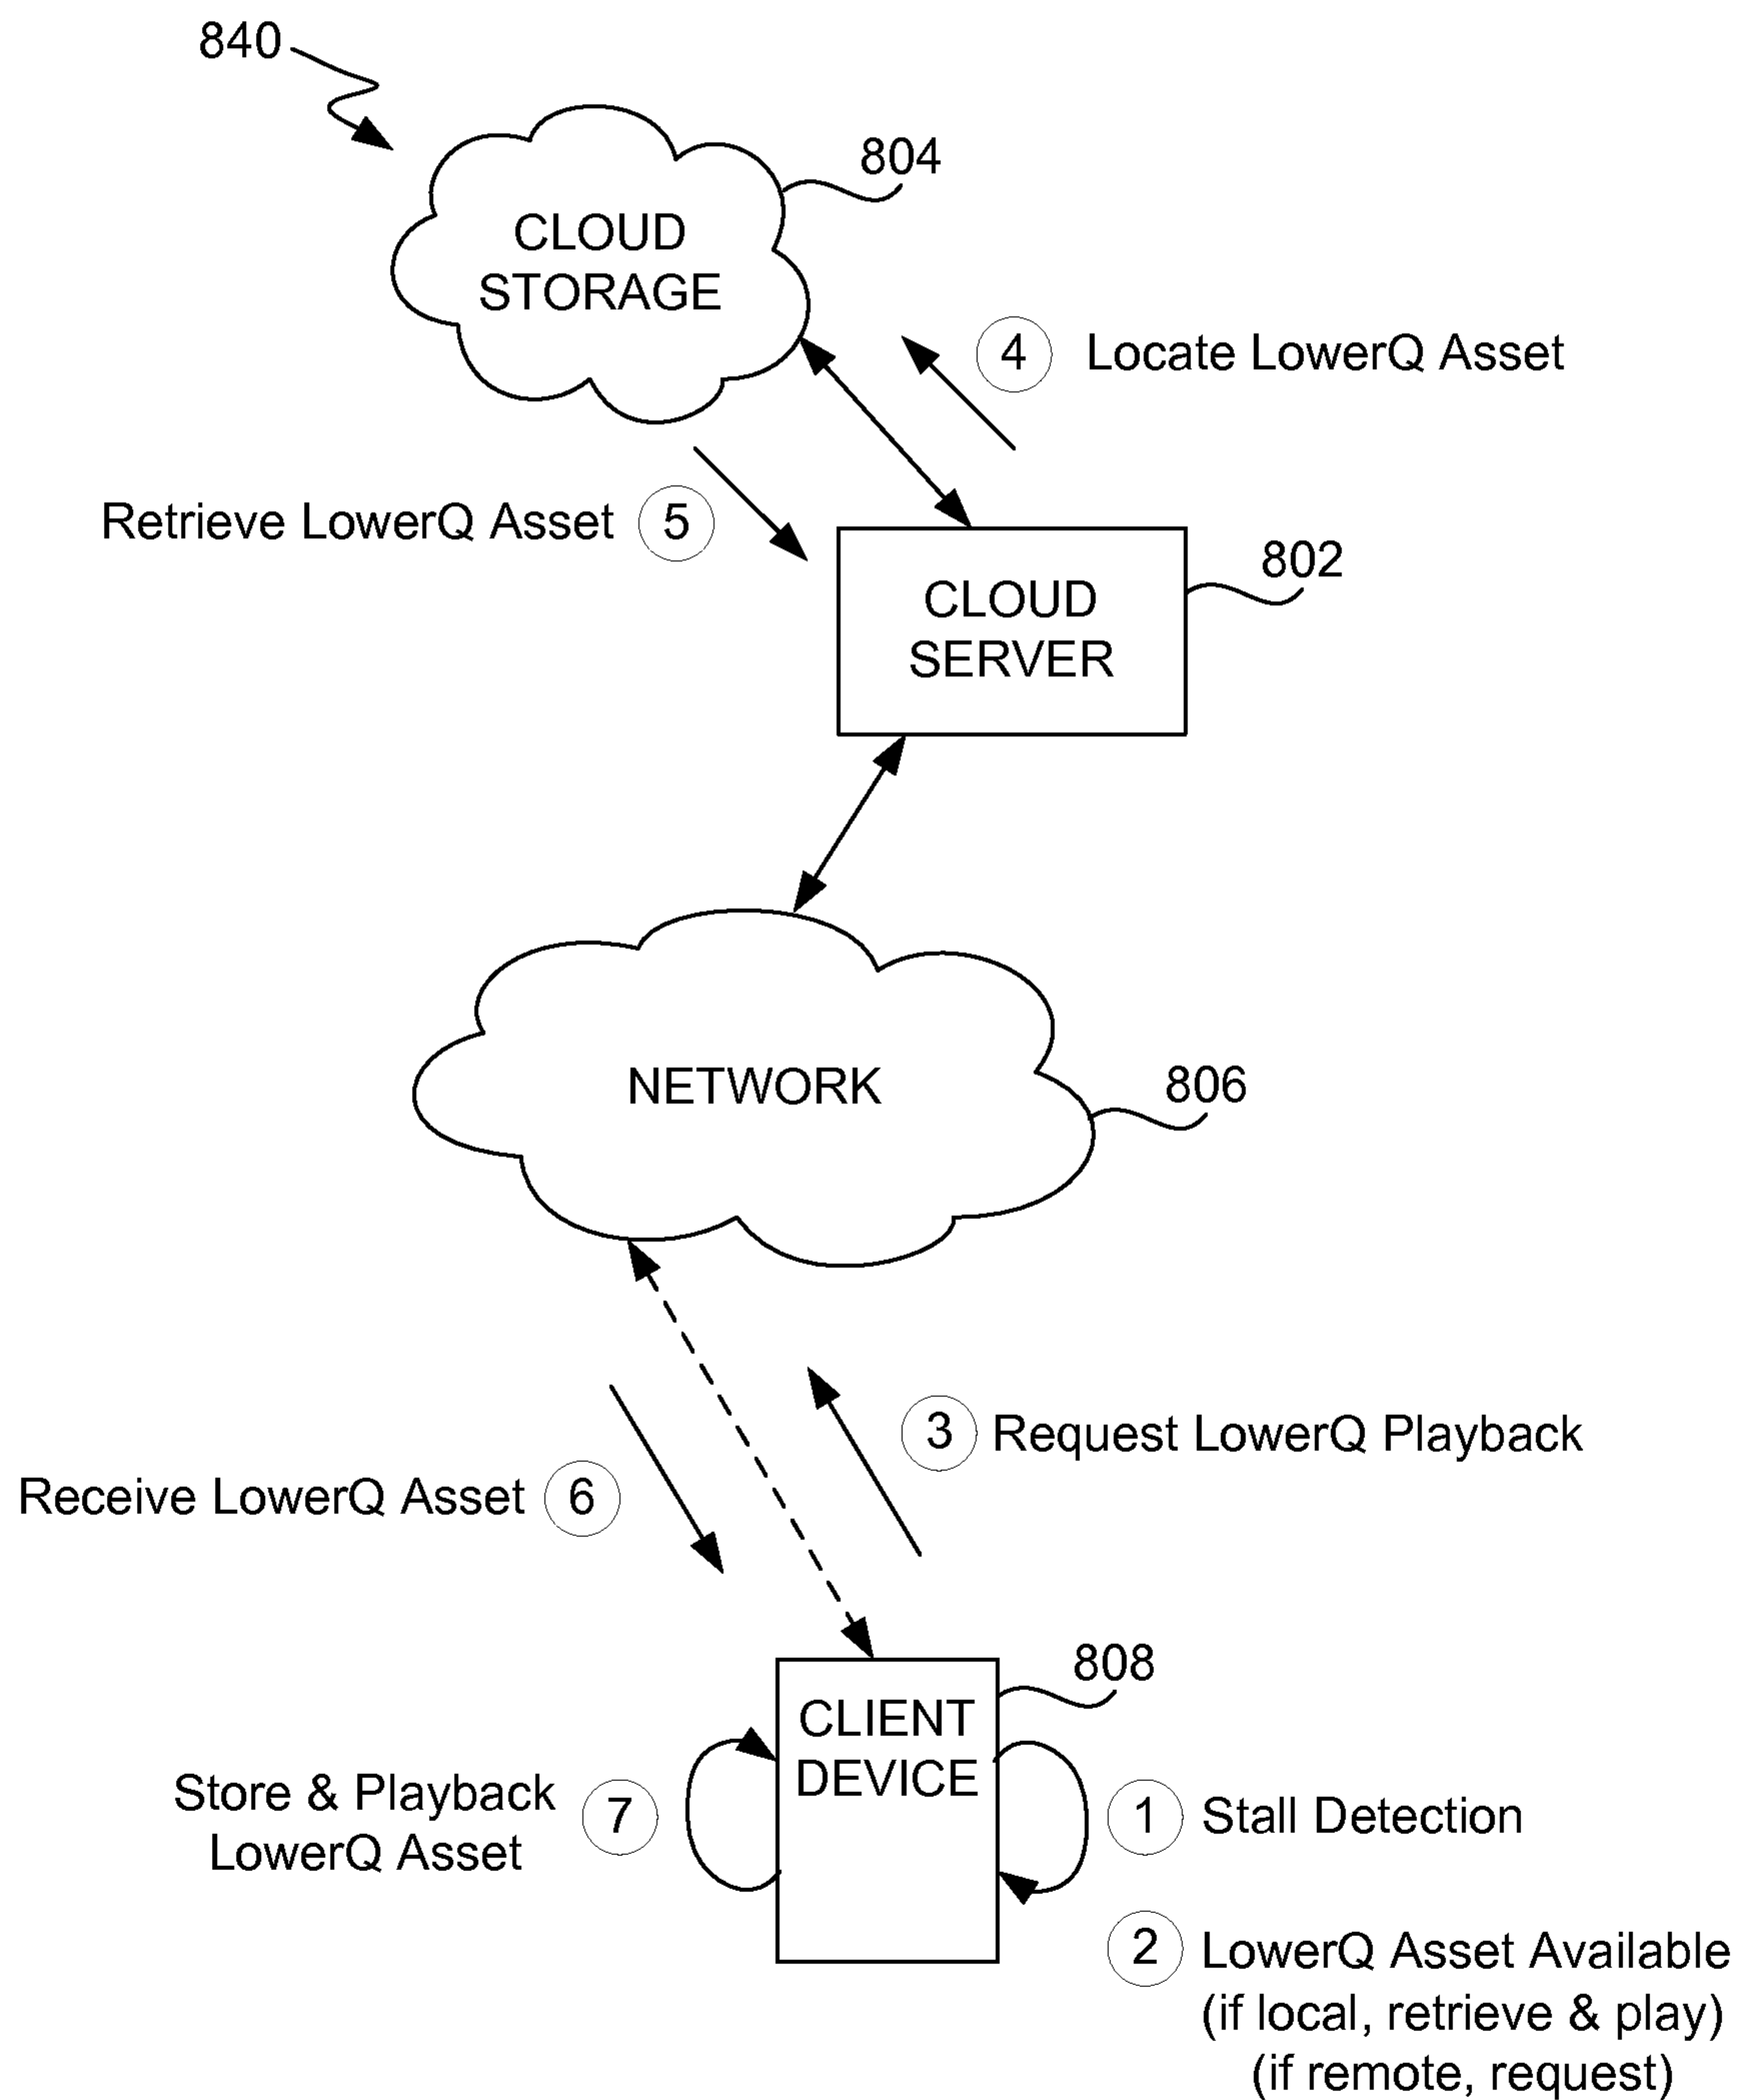 840
804
CLOUD
STORAGE
4 Locate LowerQ Asset
Retrieve LowerQ Asset 5
802
CLOUD
SERVER
NETWORK
806
3 Request LowerQ Playback
Receive LowerQ Asset 6
808
CLIENT
DEVICE
Store & Playback
LowerQ Asset
7
1 Stall Detection
2 LowerQ Asset Available
(if local, retrieve & play)
(if remote, request)